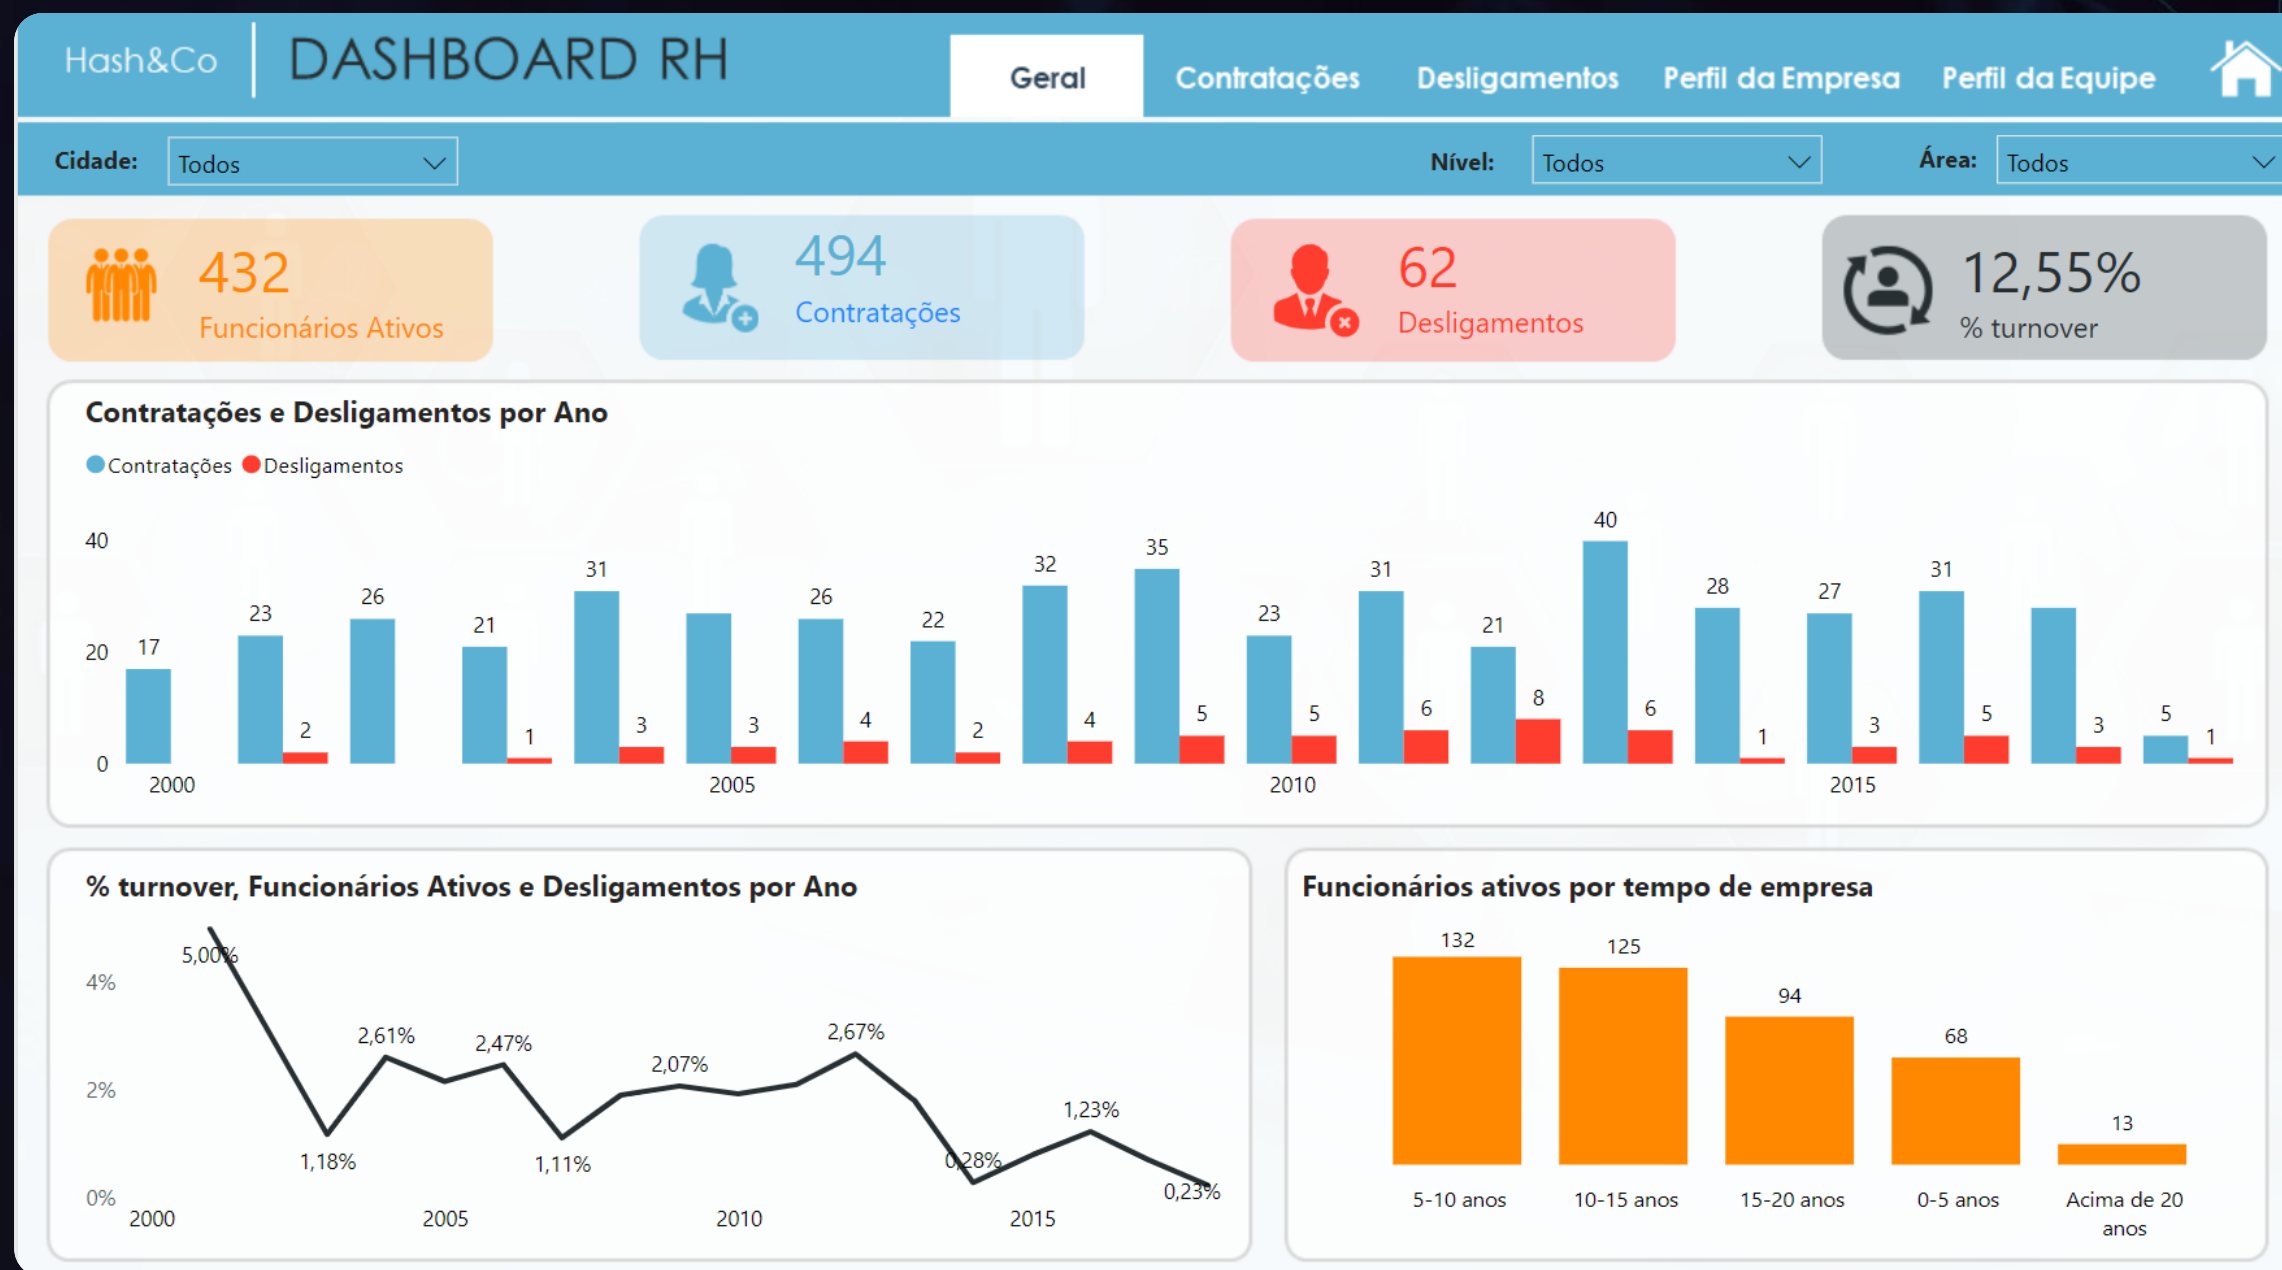 Hash&Co
DASHBOARD RH
Geral
Contratações
Desligamentos
Perfil da Empresa
Perfil da Equipe
Cidade:
Todos
Nível:
Todos
Área:
Todos
432
Funcionários Ativos
494
Contratações
62
Desligamentos
12,55%
% turnover
Contratações e Desligamentos por Ano
Contratações
Desligamentos
40
20
0
17
23
2
26
21
1
31
3
3
26
4
22
2
32
4
35
5
23
5
31
6
21
8
40
6
28
1
27
3
31
5
3
5
1
2000
2005
2010
2015
% turnover, Funcionários Ativos e Desligamentos por Ano
4%
2%
0%
5,00%
1,18%
2,61%
2,47%
1,11%
2,07%
2,67%
0,28%
1,23%
0,23%
2000
2005
2010
2015
Funcionários ativos por tempo de empresa
132
125
94
68
13
5-10 anos
10-15 anos
15-20 anos
0-5 anos
Acima de 20
anos